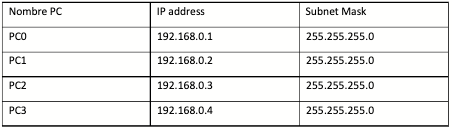 Nombre PC IP address Subnet Mask
PC0 192.168.0.1 255.255.255.0
PC1 192.168.0.2 255.255.255.0
PC2 192.168.0.3 255.255.255.0
PC3 192.168.0.4 255.255.255.0